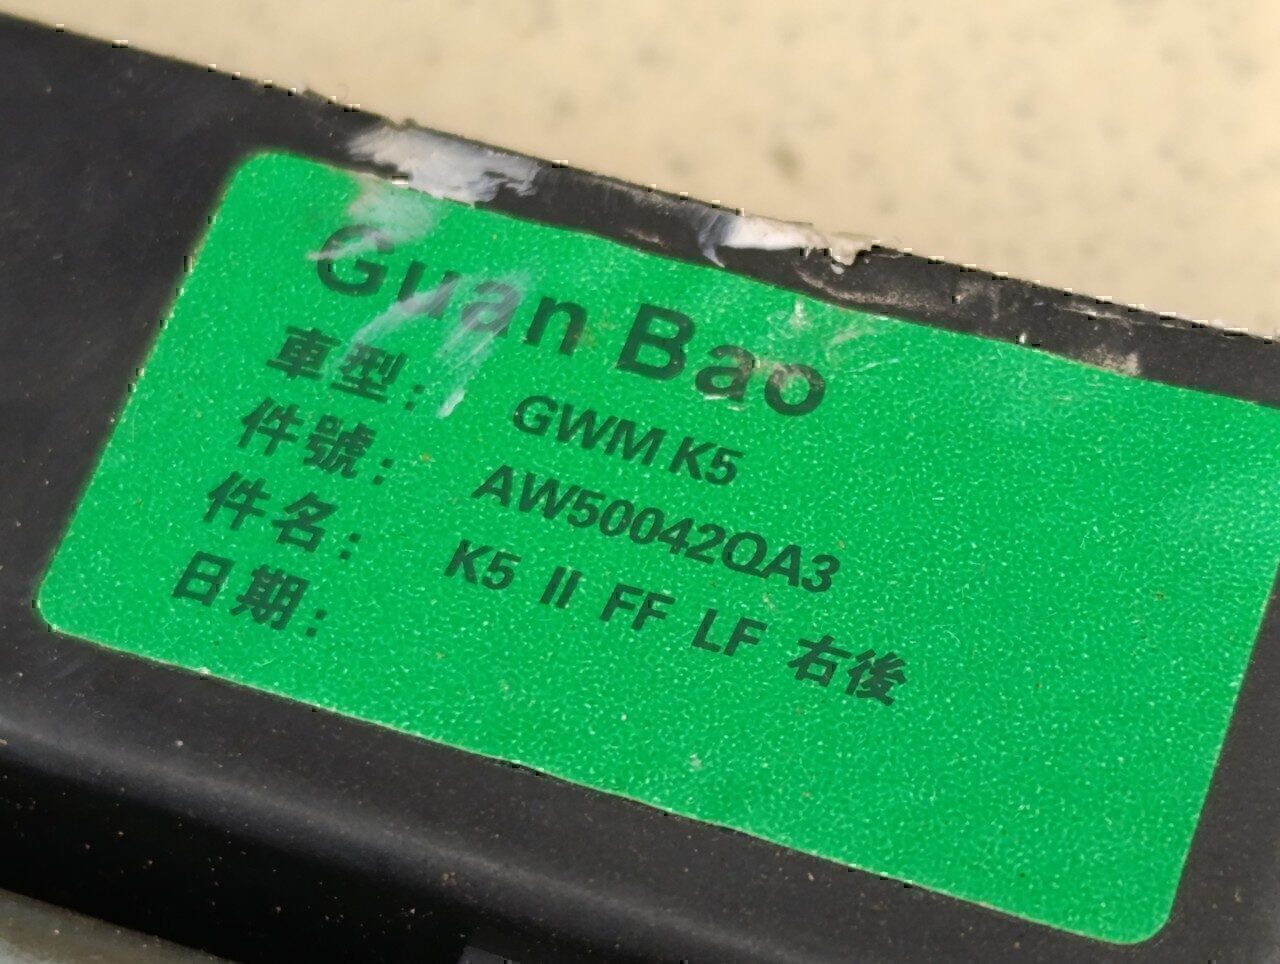 Guan Bao
車型： GWM K5
件號： AW50042QA3
件名： K5 II FF LF 右後
日期：